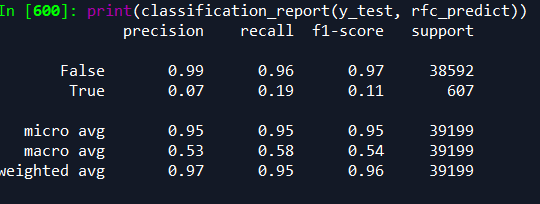 In [600]: print(classification_report(y_test, rfc_predict))
precision recall f1-score support
False 0.99 0.96 0.97 38592
True 0.07 0.19 0.11 607
micro avg 0.95 0.95 0.95 39199
macro avg 0.53 0.58 0.54 39199
weighted avg 0.97 0.95 0.96 39199